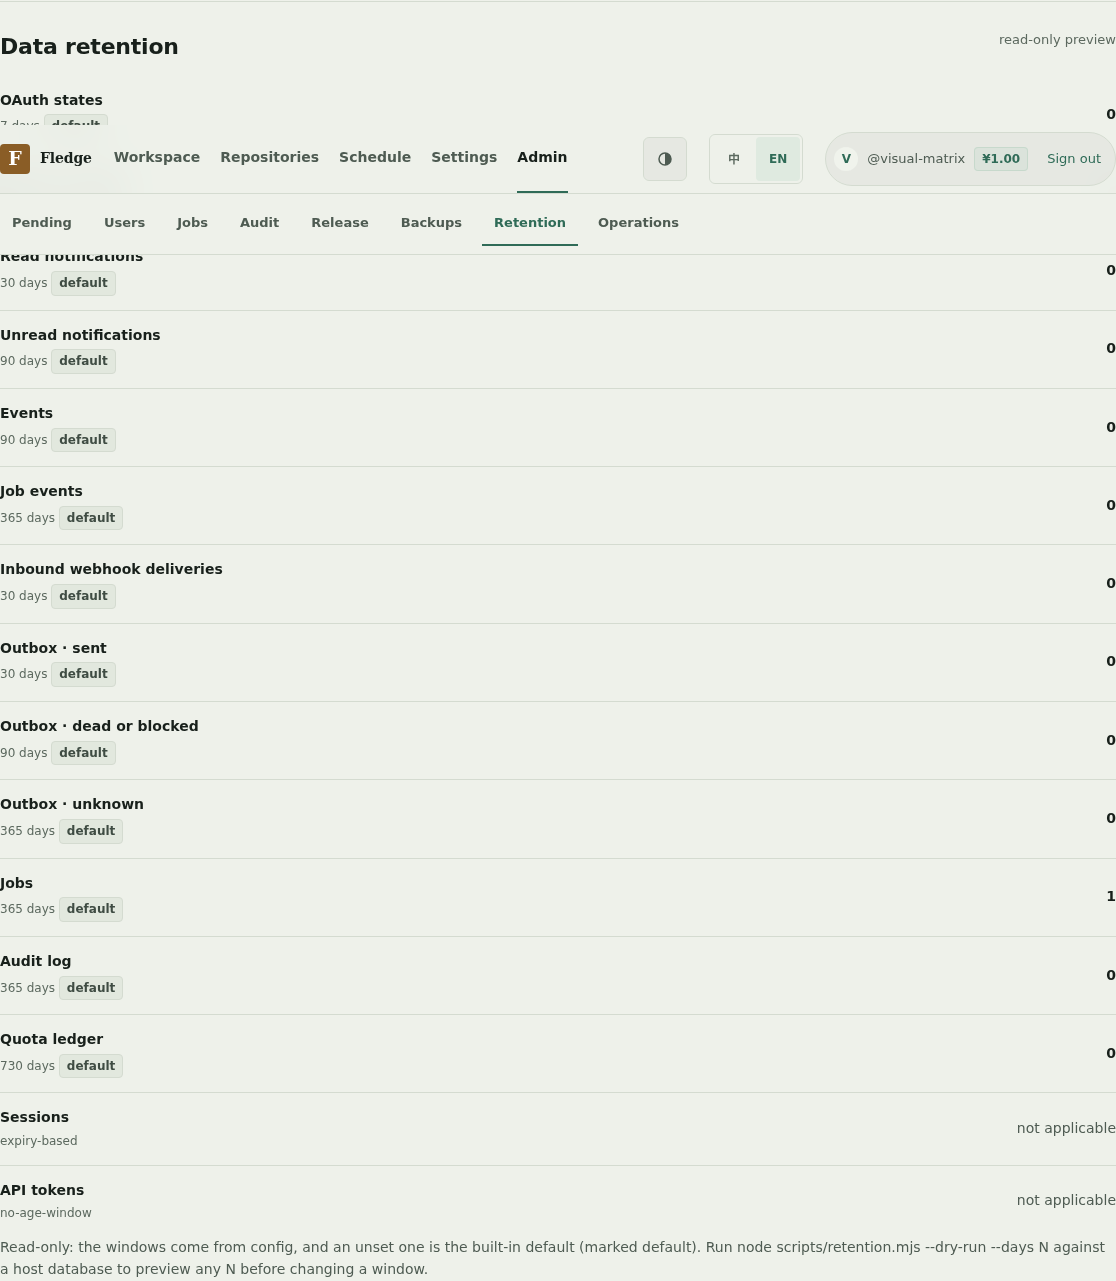 Data retention
read-only preview
OAuth states
0
7 days default
F Fledge Workspace Repositories Schedule Settings Admin 中 EN V @visual-matrix ¥1.00 Sign out
Pending Users Jobs Audit Release Backups Retention Operations
Read notifications
0
30 days default
Unread notifications
0
90 days default
Events
0
90 days default
Job events
0
365 days default
Inbound webhook deliveries
0
30 days default
Outbox · sent
0
30 days default
Outbox · dead or blocked
0
90 days default
Outbox · unknown
0
365 days default
Jobs
1
365 days default
Audit log
0
365 days default
Quota ledger
0
730 days default
Sessions
not applicable
expiry-based
API tokens
not applicable
no-age-window
Read-only: the windows come from config, and an unset one is the built-in default (marked default). Run node scripts/retention.mjs --dry-run --days N against
a host database to preview any N before changing a window.